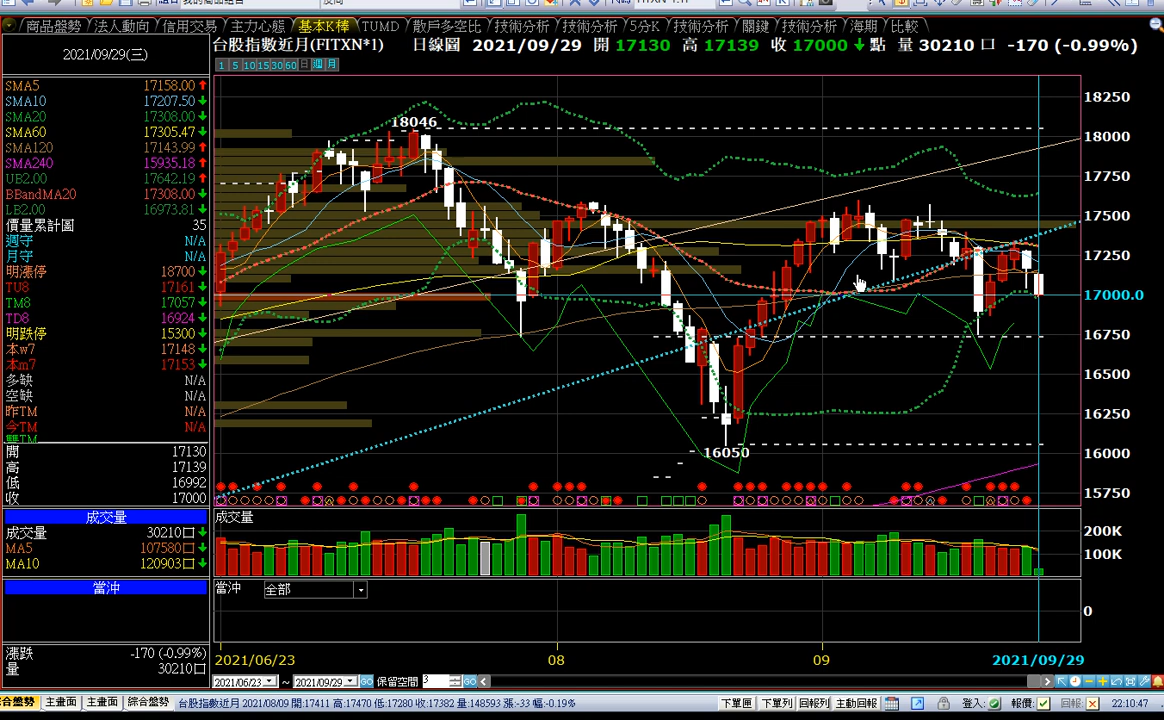 商品盤勢 法人動向 信用交易 主力心態 基本K棒 TUMD 散戶多空比 技術分析 技術分析 5分K 技術分析 關鍵 技術分析 海期 比較
2021/09/29(三)
台股指數近月(FITXN*1) 日線圖 2021/09/29 開 17130 高 17139 收 17000 點 量 30210 口 -170 (-0.99%)
1 5 10 15 30 60 日 週 月
SMA5 17158.00
SMA10 17207.50
SMA20 17308.00
SMA60 17305.47
SMA120 17143.99
SMA240 15935.18
UB2.00 17642.19
BBandMA20 17308.00
LB2.00 16973.81
價量累計圖 35
週守 N/A
月守 N/A
明漲停 18700
TU8 17161
TM8 17057
TD8 16924
明跌停 15300
本w7 17148
本m7 17153
多缺 N/A
空缺 N/A
昨TM N/A
今TM N/A
開 17130
高 17139
低 16992
收 17000
18046
16050
18250
18000
17750
17500
17250
17000.0
16750
16500
16250
16000
15750
成交量
成交量 30210口
MA5 107580口
MA10 120903口
成交量
200K
100K
當沖
當沖 全部
0
漲跌 -170 (-0.99%)
量 30210口
2021/06/23 08 09 2021/09/29
2021/06/23 ~ 2021/09/29 GO 保留空間 3 GO
綜合盤勢 主畫面 主畫面 綜合盤勢 台股指數近月 2021/08/09 開:17411 高:17470 低:17280 收:17382 量:148593 漲:-33 幅:-0.19% 下單匣 下單列 回報列 主動回報 登入: 報價: 回報: 22:10:47